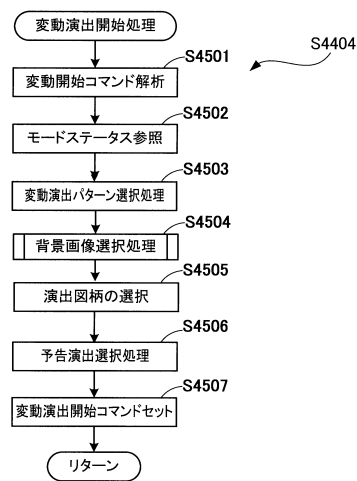 変動演出開始処理
S4404
S4501
変動開始コマンド解析
S4502
モードステータス参照
S4503
変動演出パターン選択処理
S4504
背景画像選択処理
S4505
演出図柄の選択
S4506
予告演出選択処理
S4507
変動演出開始コマンドセット
リターン